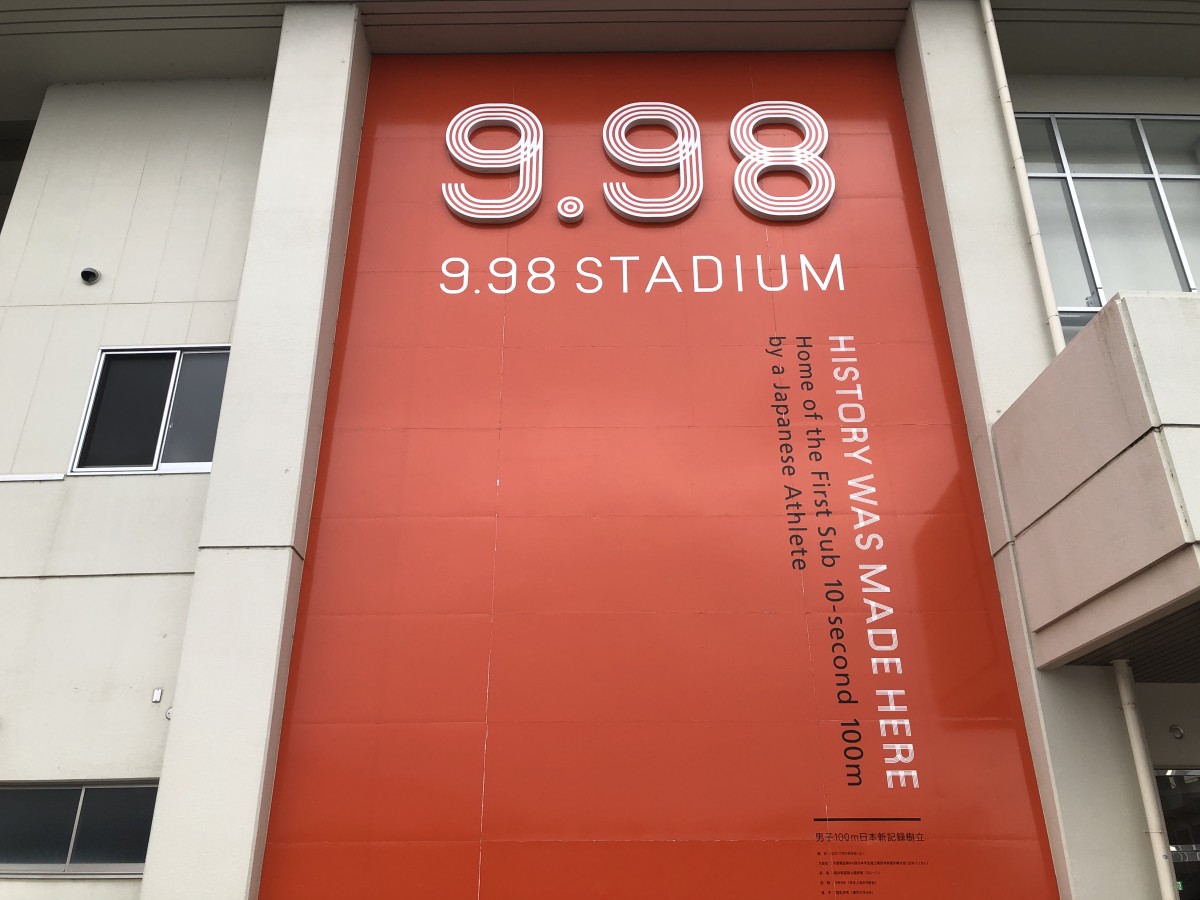 9.98
9.98 STADIUM
HISTORY WAS MADE HERE
Home of the First Sub 10-second 100m
by a Japanese Athlete
男子100m日本新記録樹立